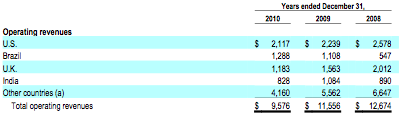 Years ended December 31,
2010 2009 2008
Operating revenues
U.S. $ 2,117 $ 2,239 $ 2,578
Brazil 1,288 1,108 547
U.K. 1,183 1,563 2,012
India 828 1,084 890
Other countries (a) 4,160 5,562 6,647
Total operating revenues $ 9,576 $ 11,556 $ 12,674